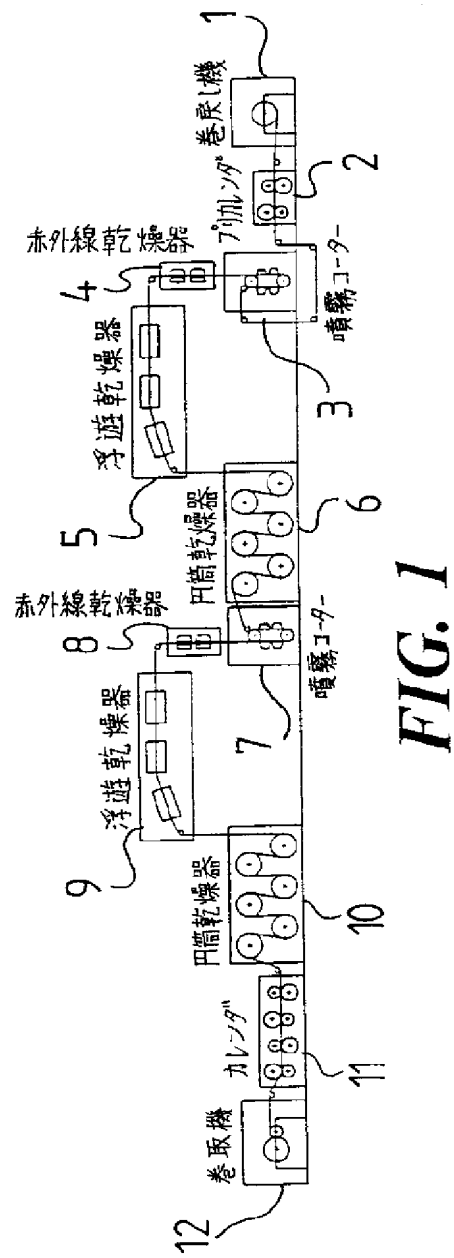 1
巻戻し機
プリカレンダ
2
赤外線乾燥器
4
噴霧コーター
3
浮遊乾燥器
5
円筒乾燥器
6
赤外線乾燥器
8
噴霧コーター
7
浮遊乾燥器
9
円筒乾燥器
10
カレンダ
11
巻取機
12
FIG. 1